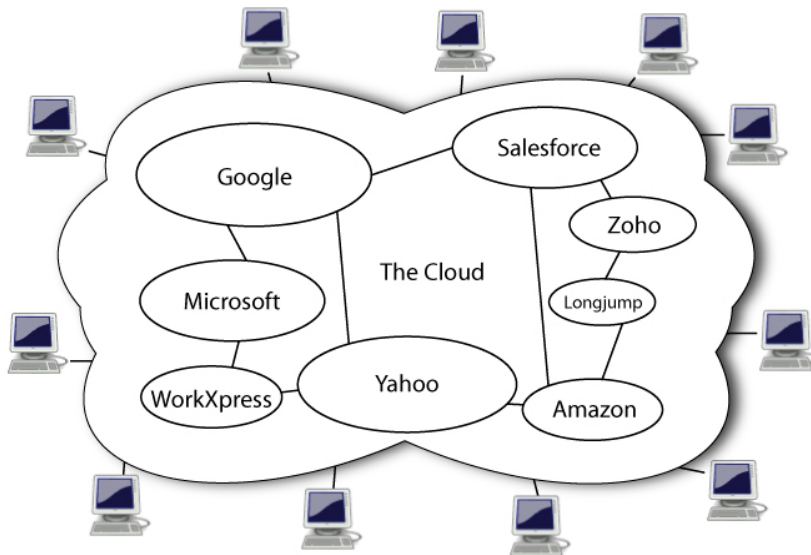 Google
Salesforce
Zoho
The Cloud
Microsoft
Longjump
WorkXpress
Yahoo
Amazon